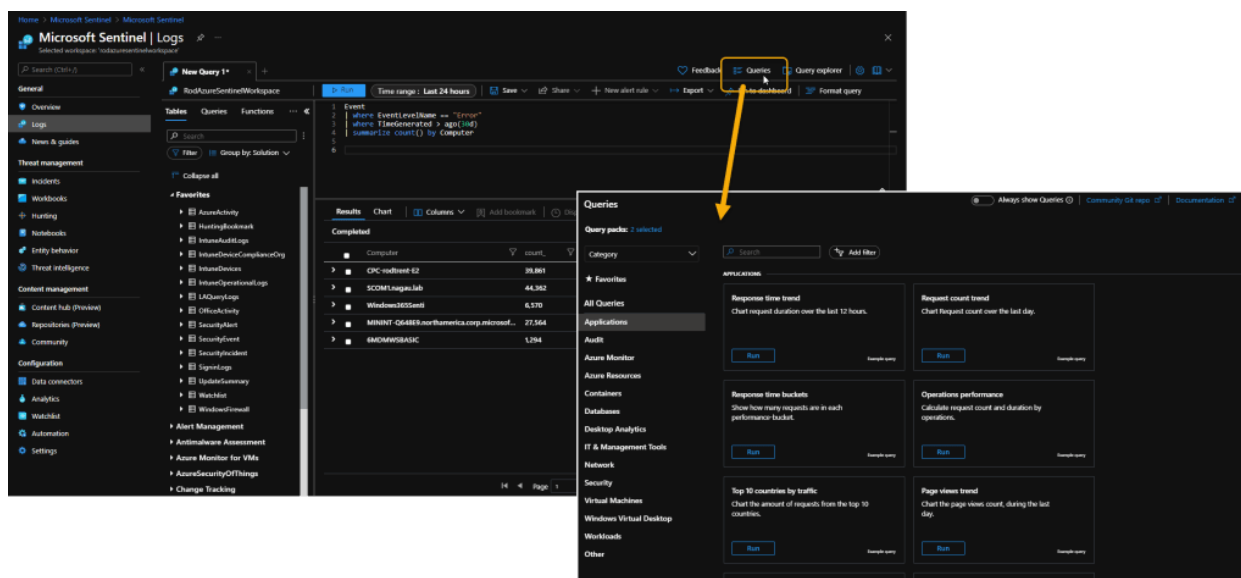 Home > Microsoft Sentinel > Microsoft Sentinel
Microsoft Sentinel | Logs
Selected workspace: 'rodazuresentinelworkspace'
Search (Ctrl+/)
General
Overview
Logs
News & guides
Threat management
Incidents
Workbooks
Hunting
Notebooks
Entity behavior
Threat intelligence
Content management
Content hub (Preview)
Repositories (Preview)
Community
Configuration
Data connectors
Analytics
Watchlist
Automation
Settings
New Query 1*
RodAzureSentinelWorkspace
Tables Queries Functions
Search
Filter Group by: Solution
Collapse all
Favorites
AzureActivity
HuntingBookmark
IntuneAuditLogs
IntuneDeviceComplianceOrg
IntuneDevices
IntuneOperationalLogs
LAQueryLogs
OfficeActivity
SecurityAlert
SecurityEvent
SecurityIncident
SigninLogs
UpdateSummary
Watchlist
WindowsFirewall
Alert Management
Antimalware Assessment
Azure Monitor for VMs
AzureSecurityOfThings
Change Tracking
Feedback Queries Query explorer
Run Time range : Last 24 hours Save Share New alert rule Export to dashboard Format query
1 Event
2 | where EventLevelName == "Error"
3 | where TimeGenerated > ago(30d)
4 | summarize count() by Computer
5
6
Results Chart Columns Add bookmark
Completed
Computer count_
CPC-rodtrent-E2 39,861
SCOM1.nagau.lab 44,362
Windows365Senti 6,570
MININT-Q648E9.northamerica.corp.microsof... 27,564
6MDMWSBASIC 1,294
Page 1
Queries
Always show Queries Community Git repo Documentation
Query packs: 2 selected
Category
Search Add filter
Favorites
All Queries
Applications
Audit
Azure Monitor
Azure Resources
Containers
Databases
Desktop Analytics
IT & Management Tools
Network
Security
Virtual Machines
Windows Virtual Desktop
Workloads
Other
APPLICATIONS
Response time trend
Chart request duration over the last 12 hours.
Run Example query
Request count trend
Chart Request count over the last day.
Run Example query
Response time buckets
Show how many requests are in each
performance-bucket.
Run Example query
Operations performance
Calculate request count and duration by
operations.
Run Example query
Top 10 countries by traffic
Chart the amount of requests from the top 10
countries.
Run Example query
Page views trend
Chart the page views count, during the last
day.
Run Example query